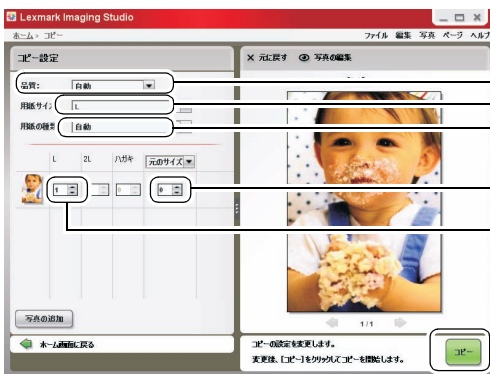 Lexmark Imaging Studio
ホーム > コピー
ファイル 編集 写真 ページ ヘルプ
コピー設定
× 元に戻す 写真の編集
品質: 自動
用紙サイズ L
用紙の種類 自動
L 2L ハガキ 元のサイズ
1 0 0
写真の追加
1/1
ホーム画面に戻る
コピーの設定を変更します。
変更後、[コピー]をクリックしてコピーを開始します。
コピー